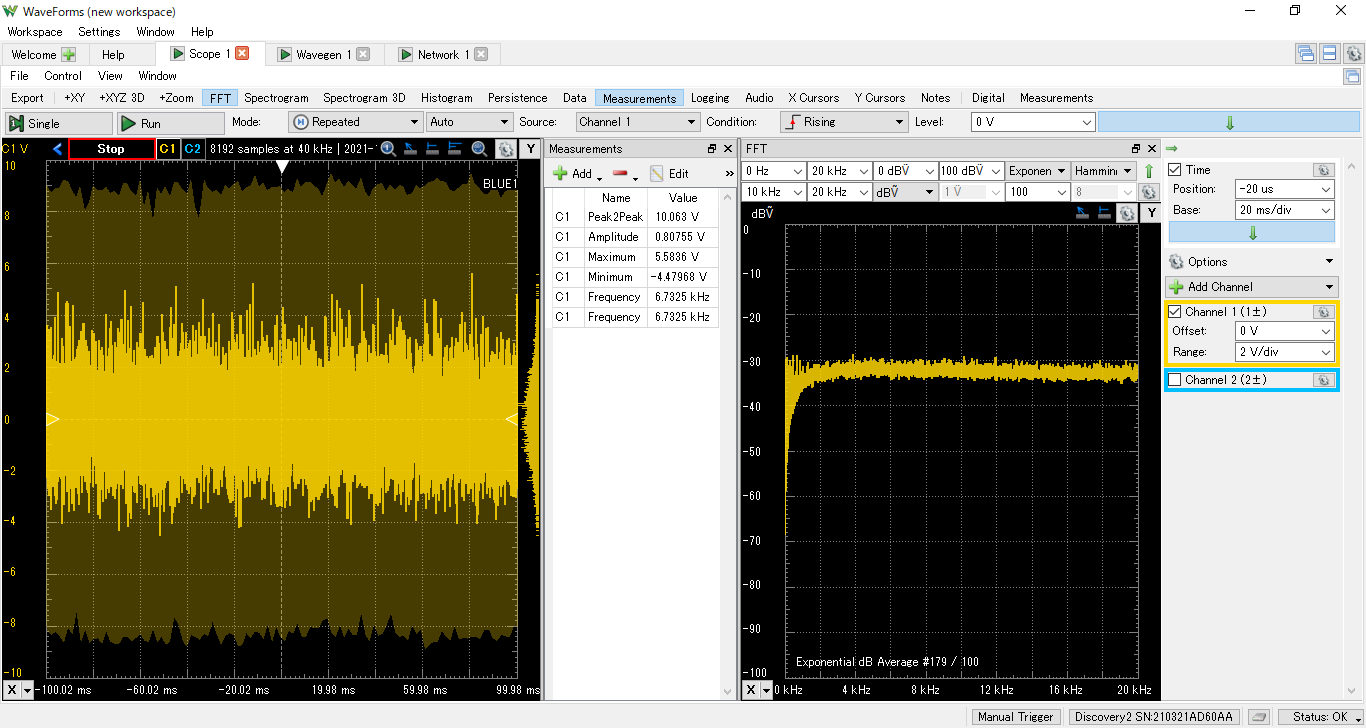 WaveForms (new workspace)
Workspace Settings Window Help
Welcome Help Scope 1 Wavegen 1 Network 1
File Control View Window
Export +XY +XYZ 3D +Zoom FFT Spectrogram Spectrogram 3D Histogram Persistence Data Measurements Logging Audio X Cursors Y Cursors Notes Digital Measurements
Single Run Mode: Repeated Auto Source: Channel 1 Condition: Rising Level: 0 V
C1 V Stop C1 C2 8192 samples at 40 kHz | 2021- Y
BLUE1
10
8
6
4
2
0
-2
-4
-6
-8
-10
X -100.02 ms -60.02 ms -20.02 ms 19.98 ms 59.98 ms 99.98 ms
Measurements
Add Edit »
Name Value
C1 Peak2Peak 10.063 V
C1 Amplitude 0.80755 V
C1 Maximum 5.5836 V
C1 Minimum -4.47968 V
C1 Frequency 6.7325 kHz
C1 Frequency 6.7325 kHz
FFT
0 Hz 20 kHz 0 dBṼ 100 dBṼ Exponen Hammin
10 kHz 20 kHz dBṼ 1 Ṽ 100 8
dBṼ Y
0
-10
-20
-30
-40
-50
-60
-70
-80
-90
-100
Exponential dB Average #179 / 100
X 0 kHz 4 kHz 8 kHz 12 kHz 16 kHz 20 kHz
Time
Position: -20 us
Base: 20 ms/div
Options
Add Channel
Channel 1 (1±)
Offset: 0 V
Range: 2 V/div
Channel 2 (2±)
Manual Trigger Discovery2 SN:210321AD60AA Status: OK